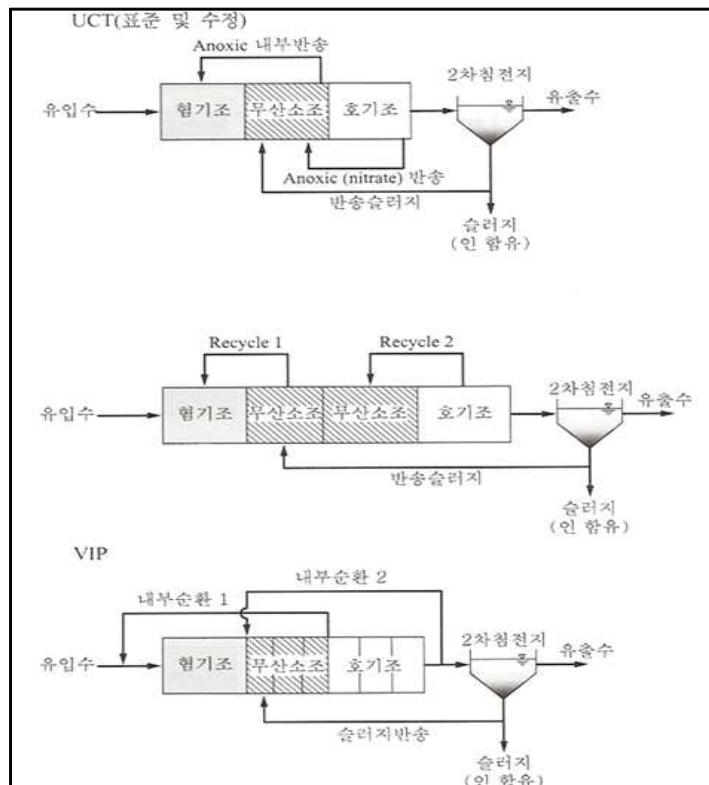 UCT(표준 및 수정)
Anoxic 내부반송
2차침전지
유입수
혐기조
무산소조
호기조
유출수
Anoxic (nitrate) 반송
반송슬러지
슬러지
(인 함유)
Recycle 1
Recycle 2
2차침전지
유입수
혐기조
무산소조
무산소조
호기조
유출수
반송슬러지
슬러지
(인 함유)
VIP
내부순환 2
내부순환 1
2차침전지
유입수
혐기조
무산소조
호기조
유출수
슬러지반송
슬러지
(인 함유)